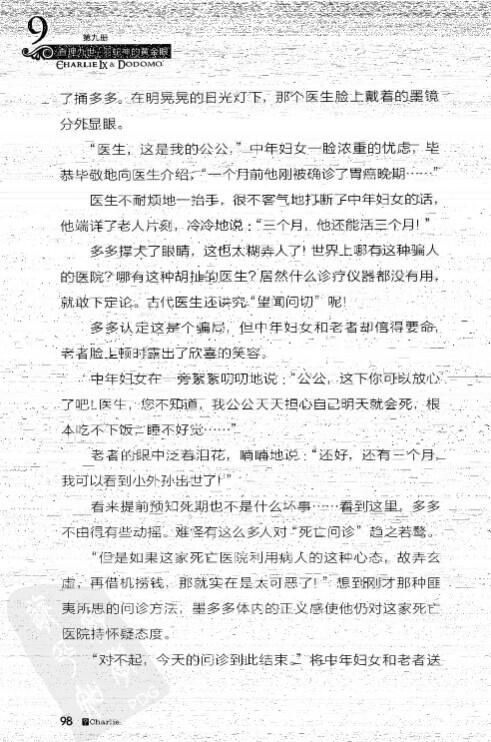 9
第九册
查理九世：羽蛇神的黄金眼
CHARLIE IX & DODOMO
了捅多多。在明晃晃的日光灯下，那个医生脸上戴着的墨镜
分外显眼。
“医生，这是我的公公，”中年妇女一脸浓重的忧虑，毕
恭毕敬地向医生介绍，“一个月前他刚被确诊了胃癌晚期……”
医生不耐烦地一抬手，很不客气地打断了中年妇女的话，
他端详了老人片刻，冷冷地说：“三个月，他还能活三个月！”
多多撑大了眼睛，这也太糊弄人了！世界上哪有这种骗人
的医院？哪有这种胡扯的医生？居然什么诊疗仪器都没有用，
就敢下定论。古代医生还讲究“望闻问切”呢！
多多认定这是个骗局，但中年妇女和老者却信得要命，
老者脸上顿时露出了欣喜的笑容。
中年妇女在一旁絮絮叨叨地说：“公公，这下你可以放心
了吧！医生，您不知道，我公公天天担心自己明天就会死，根
本吃不下饭，睡不好觉……”
老者的眼中泛着泪花，喃喃地说：“还好，还有三个月，
我可以看到小外孙出世了！”
看来提前预知死期也不是什么坏事……看到这里，多多
不由得有些动摇。难怪有这么多人对“死亡问诊”趋之若鹜。
“但是如果这家死亡医院利用病人的这种心态，故弄玄
虚，再借机捞钱，那就实在是太可恶了！”想到刚才那种匪
夷所思的问诊方法，墨多多体内的正义感使他仍对这家死亡
医院持怀疑态度。
“对不起，今天的问诊到此结束。”将中年妇女和老者送
PDG
98 Charlie